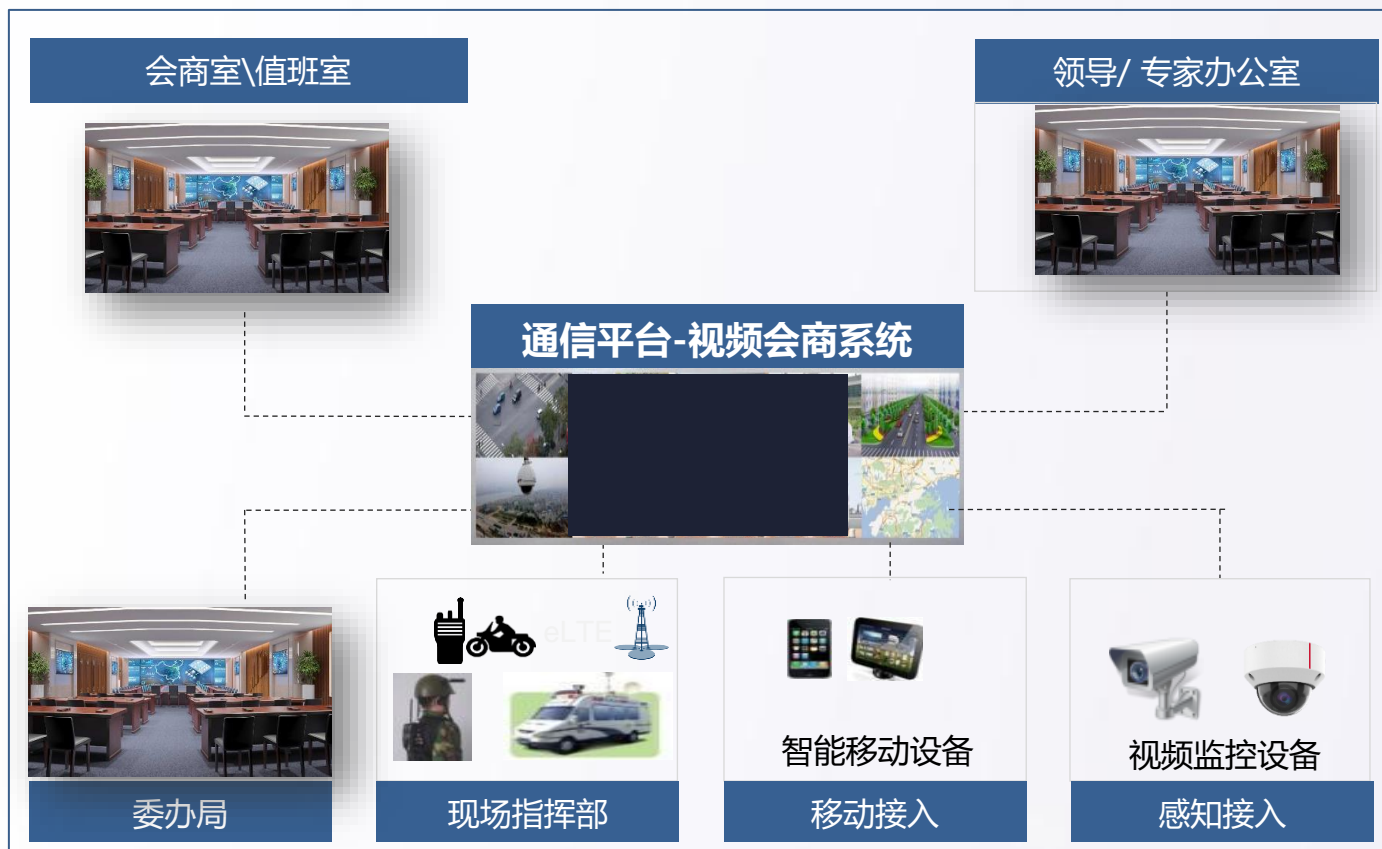 会商室\值班室
领导/ 专家办公室
通信平台-视频会商系统
eLTE
智能移动设备
视频监控设备
委办局
现场指挥部
移动接入
感知接入